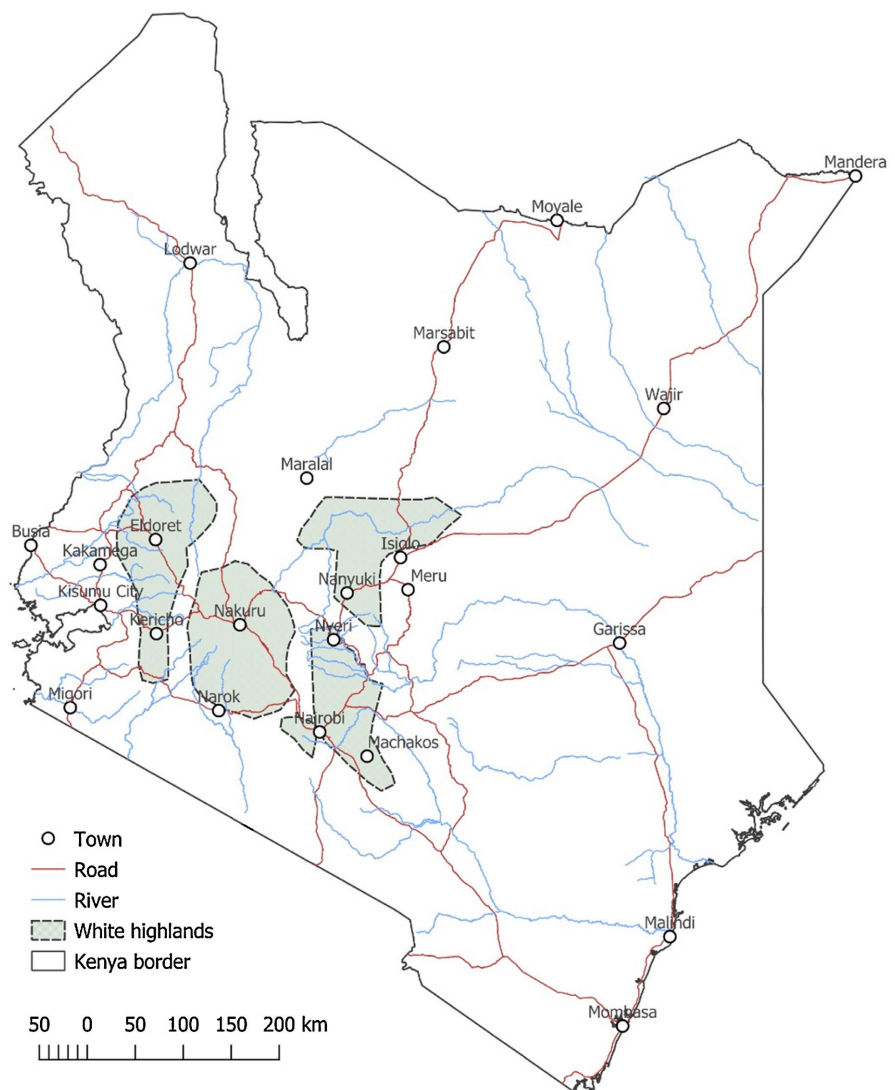 Mandera
Moyale
Lodwar
Marsabit
Wajir
Maralal
Eldoret
Busia
Isiolo
Kakamega
Nanyuki
Meru
Kisumu City
Kericho
Nakuru
Nyeri
Garissa
Migori
Narok
Nairobi
Machakos
Town
Road
River
White highlands
Kenya border
Malindi
Mombasa
50 0 50 100 150 200 km